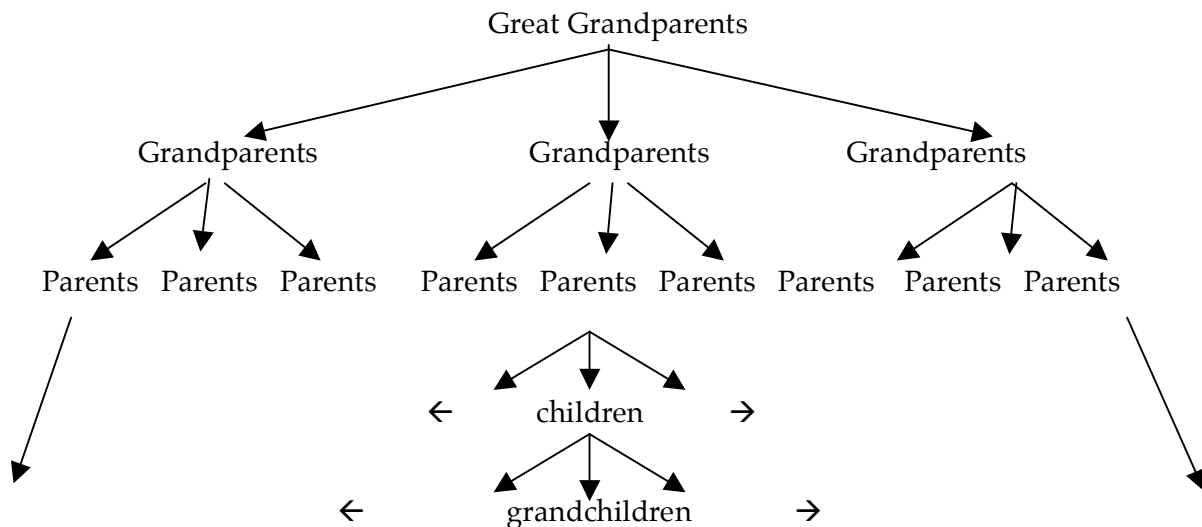 Great Grandparents
Grandparents Grandparents Grandparents
Parents Parents Parents Parents Parents Parents Parents Parents Parents
← children →
← grandchildren →